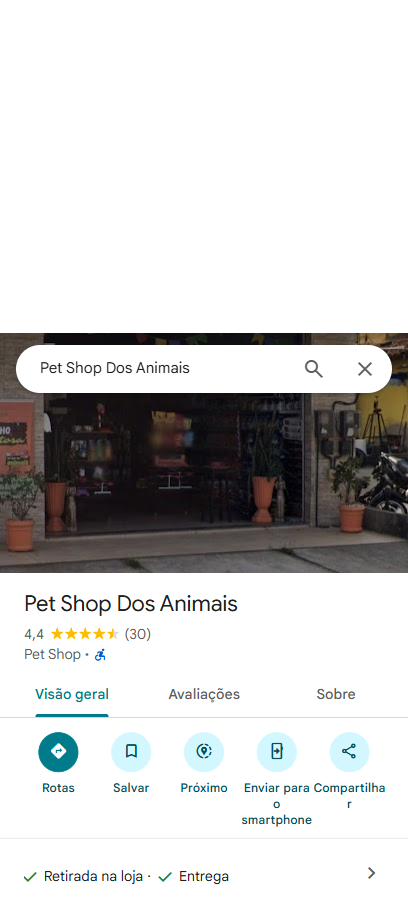 Pet Shop Dos Animais
Pet Shop Dos Animais
4,4 (30)
Pet Shop ·
Visão geral Avaliações Sobre
Rotas Salvar Próximo Enviar para o smartphone Compartilhar
Retirada na loja · Entrega